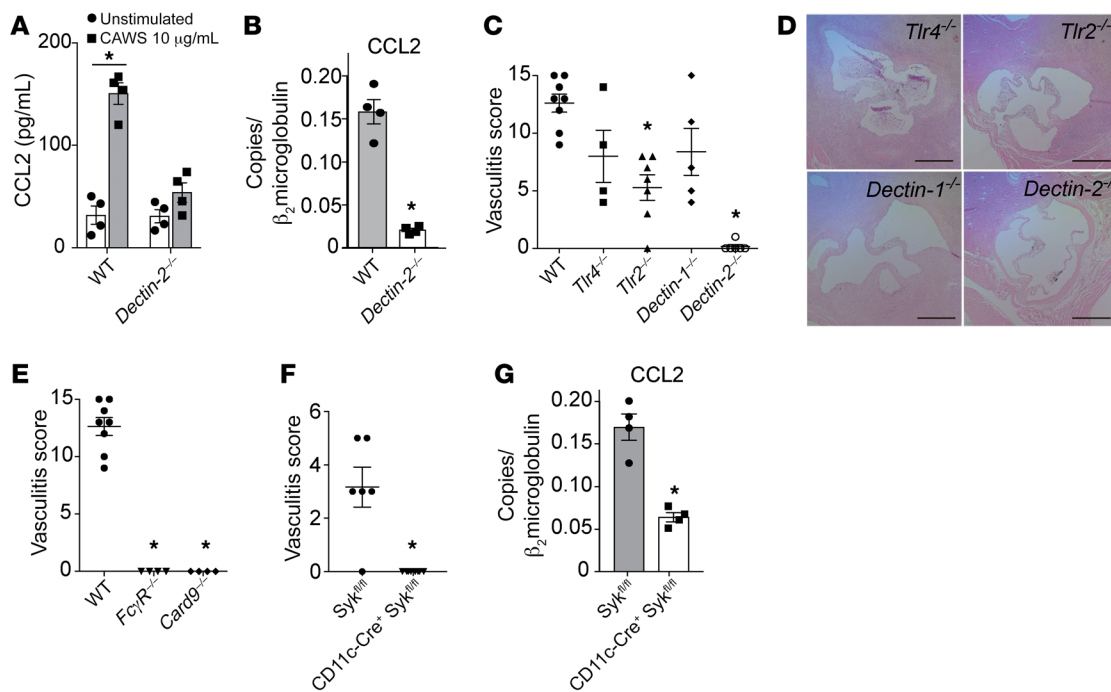 A
● Unstimulated
■ CAWS 10 μg/mL
CCL2 (pg/mL)
200
100
0
*
WT
Dectin-2⁻/⁻
B
CCL2
Copies/
β₂microglobulin
0.20
0.15
0.10
0.05
0
*
WT
Dectin-2⁻/⁻
C
Vasculitis score
15
10
5
0
*
*
WT
Tlr4⁻/⁻
Tlr2⁻/⁻
Dectin-1⁻/⁻
Dectin-2⁻/⁻
D
Tlr4⁻/⁻
Tlr2⁻/⁻
Dectin-1⁻/⁻
Dectin-2⁻/⁻
E
Vasculitis score
15
10
5
0
*
*
WT
FcγR⁻/⁻
Card9⁻/⁻
F
Vasculitis score
6
4
2
0
*
Sykfl/fl
CD11c-Cre⁺ Sykfl/fl
G
CCL2
Copies/
β₂microglobulin
0.20
0.15
0.10
0.05
0
*
Sykfl/fl
CD11c-Cre⁺ Sykfl/fl